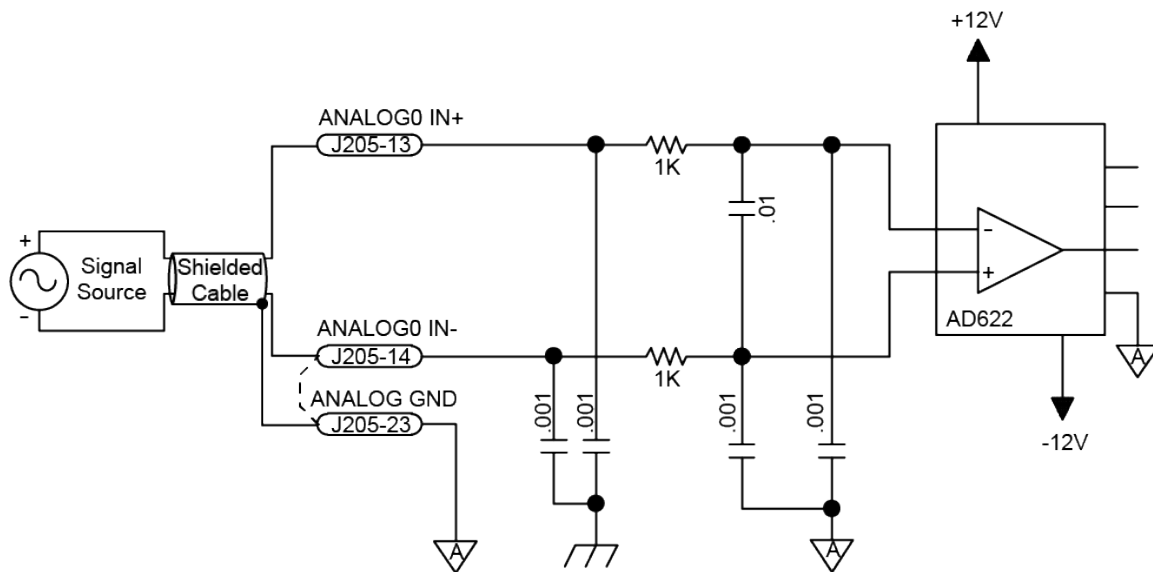 +12V
ANALOG0 IN+
J205-13
1K
.01
+
Signal
Source
−
Shielded
Cable
−
+
AD622
ANALOG0 IN-
J205-14
1K
ANALOG GND
J205-23
.001
.001
.001
.001
-12V
A
A
A